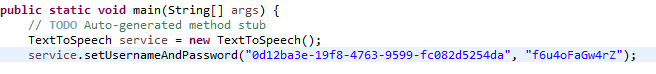 public static void main(String[] args) {
// TODO Auto-generated method stub
TextToSpeech service = new TextToSpeech();
service.setUsernameAndPassword("0d12ba3e-19f8-4763-9599-fc082d5254da", "f6u4oFaGw4rZ");